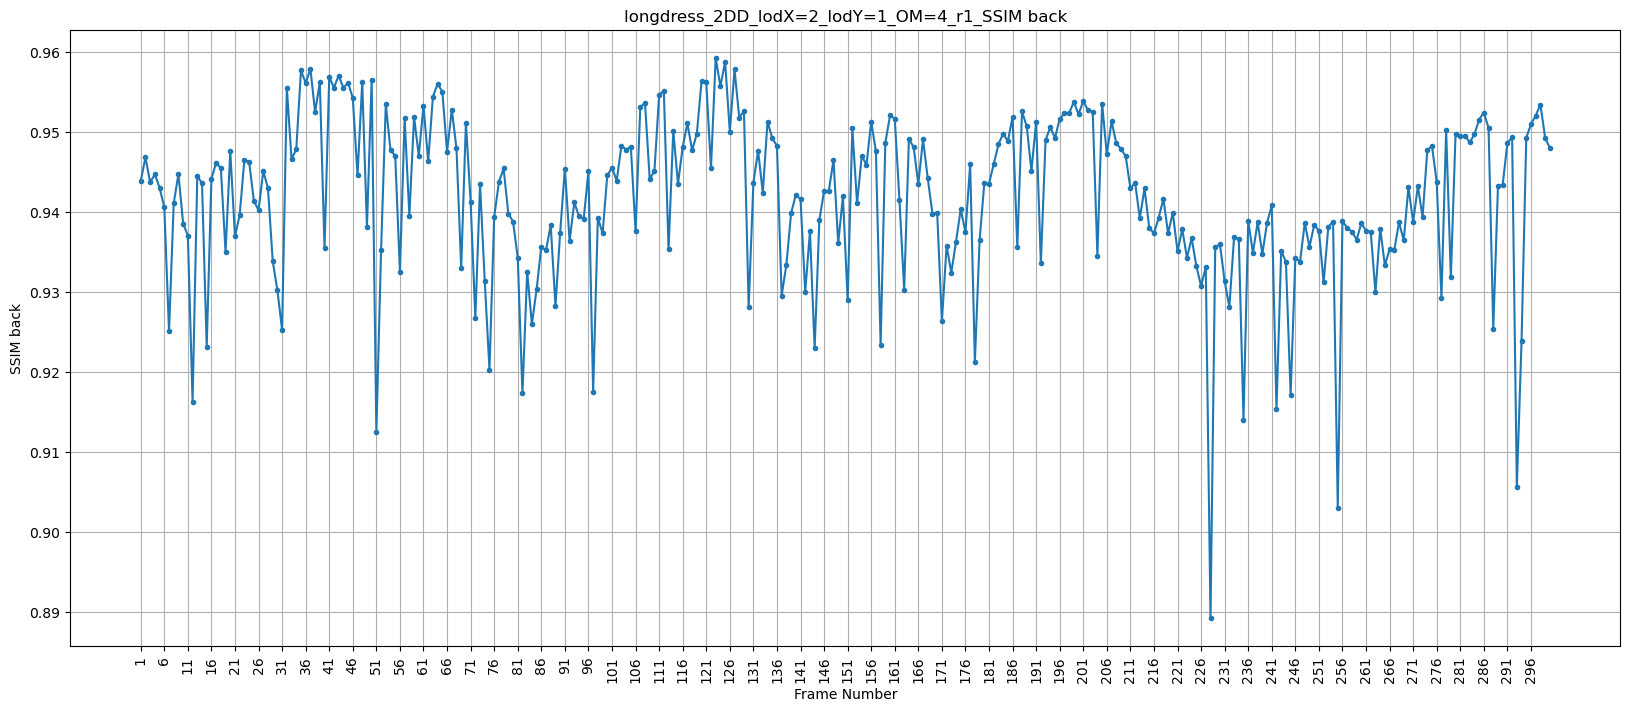 longdress_2DD_lodX=2_lodY=1_OM=4_r1_SSIM back
0.96
0.95
0.94
0.93
0.92
0.91
0.90
0.89
SSIM back
1 6 11 16 21 26 31 36 41 46 51 56 61 66 71 76 81 86 91 96 101 106 111 116 121 126 131 136 141 146 151 156 161 166 171 176 181 186 191 196 201 206 211 216 221 226 231 236 241 246 251 256 261 266 271 276 281 286 291 296
Frame Number